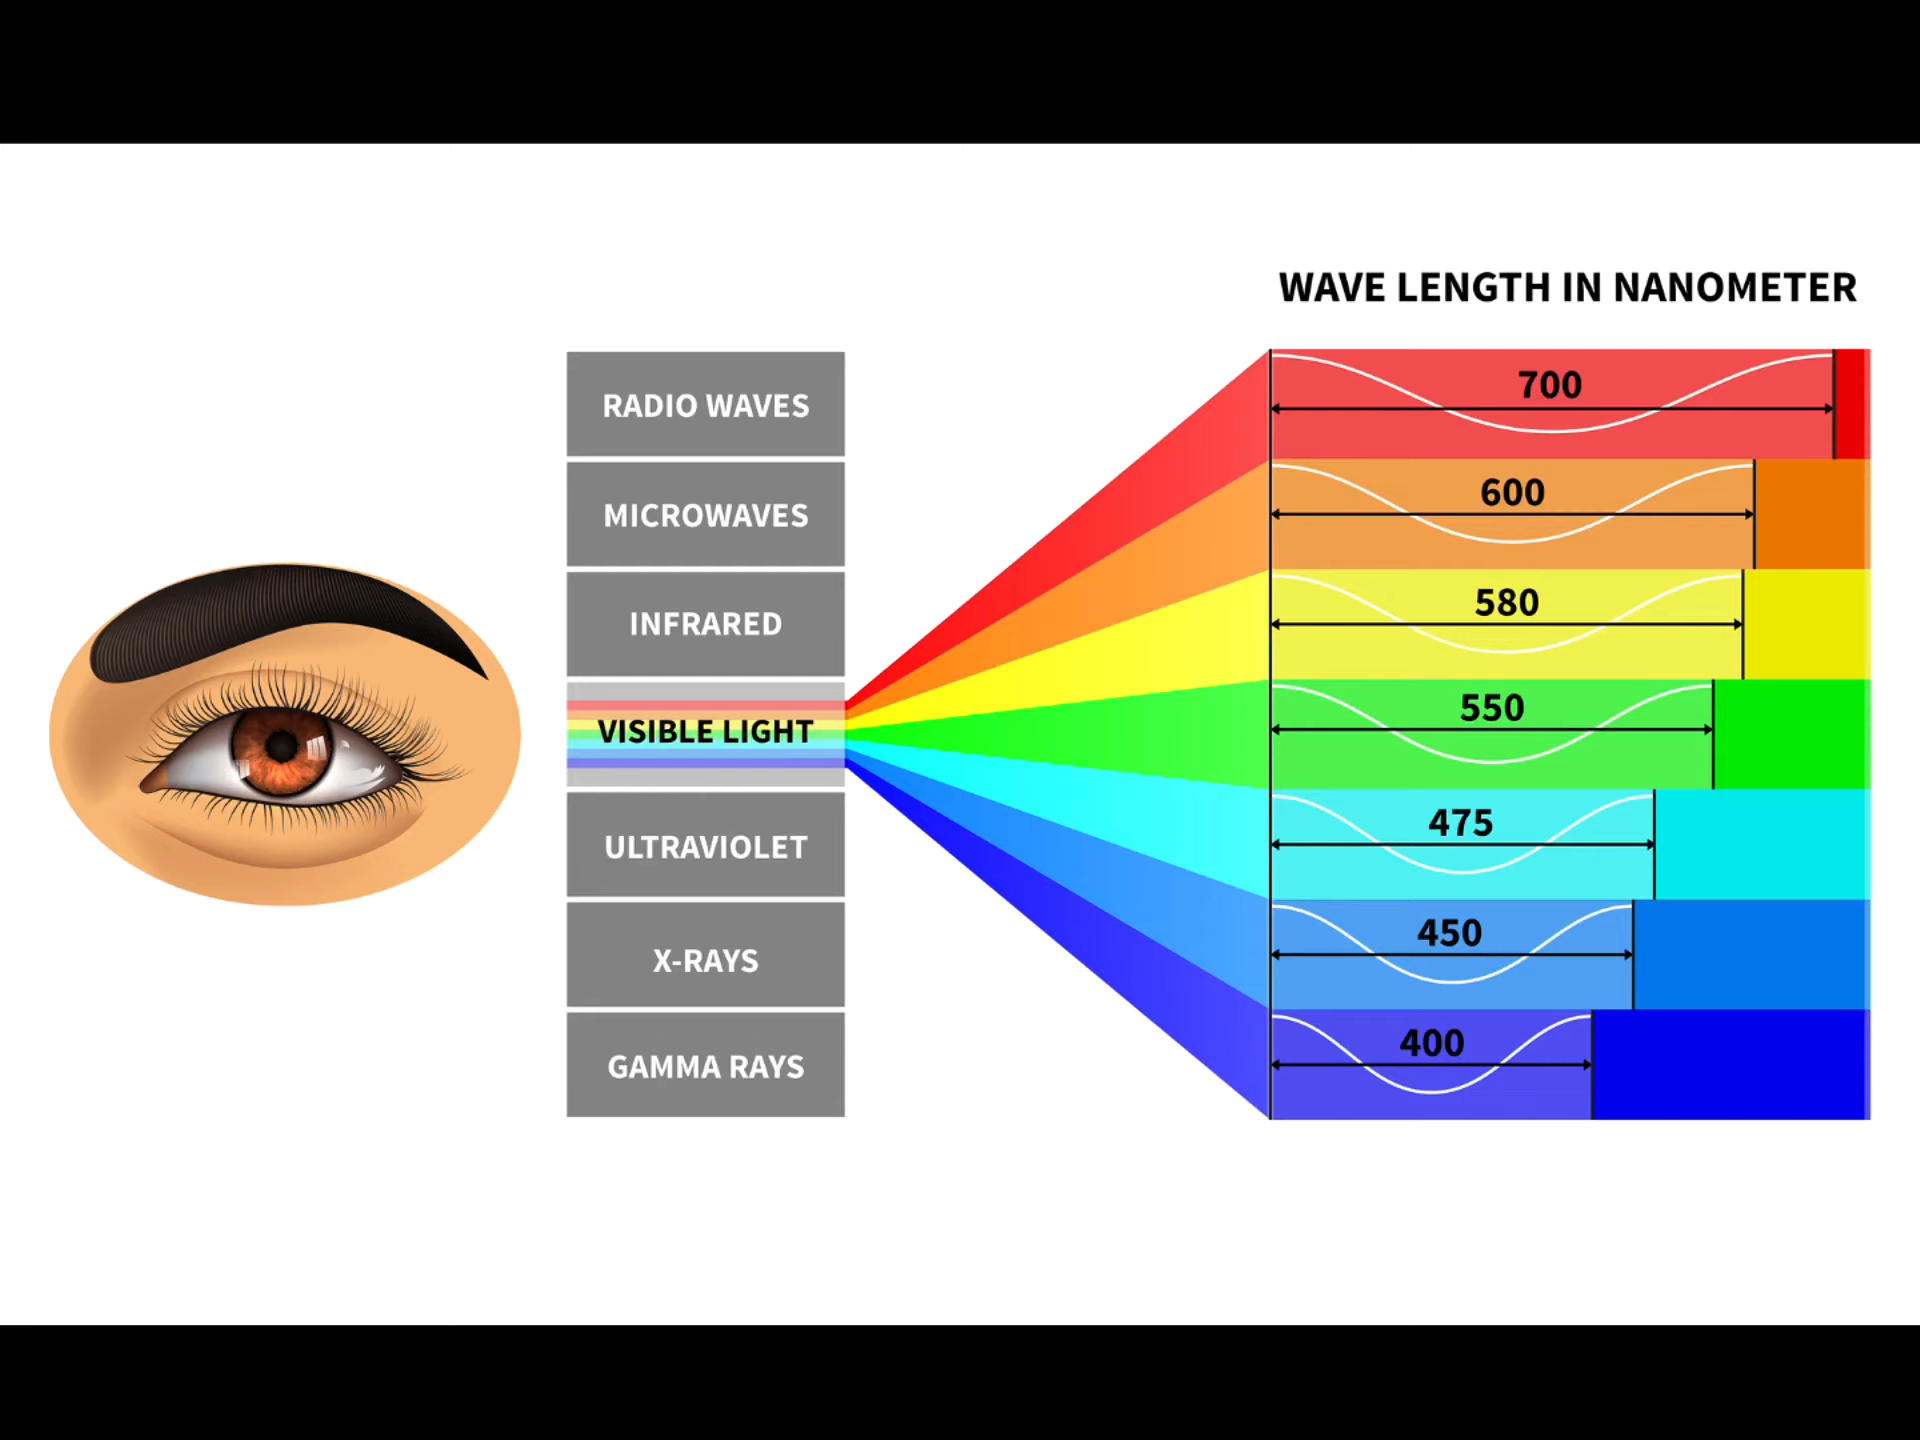 WAVE LENGTH IN NANOMETER
RADIO WAVES
MICROWAVES
INFRARED
VISIBLE LIGHT
ULTRAVIOLET
X-RAYS
GAMMA RAYS
700
600
580
550
475
450
400